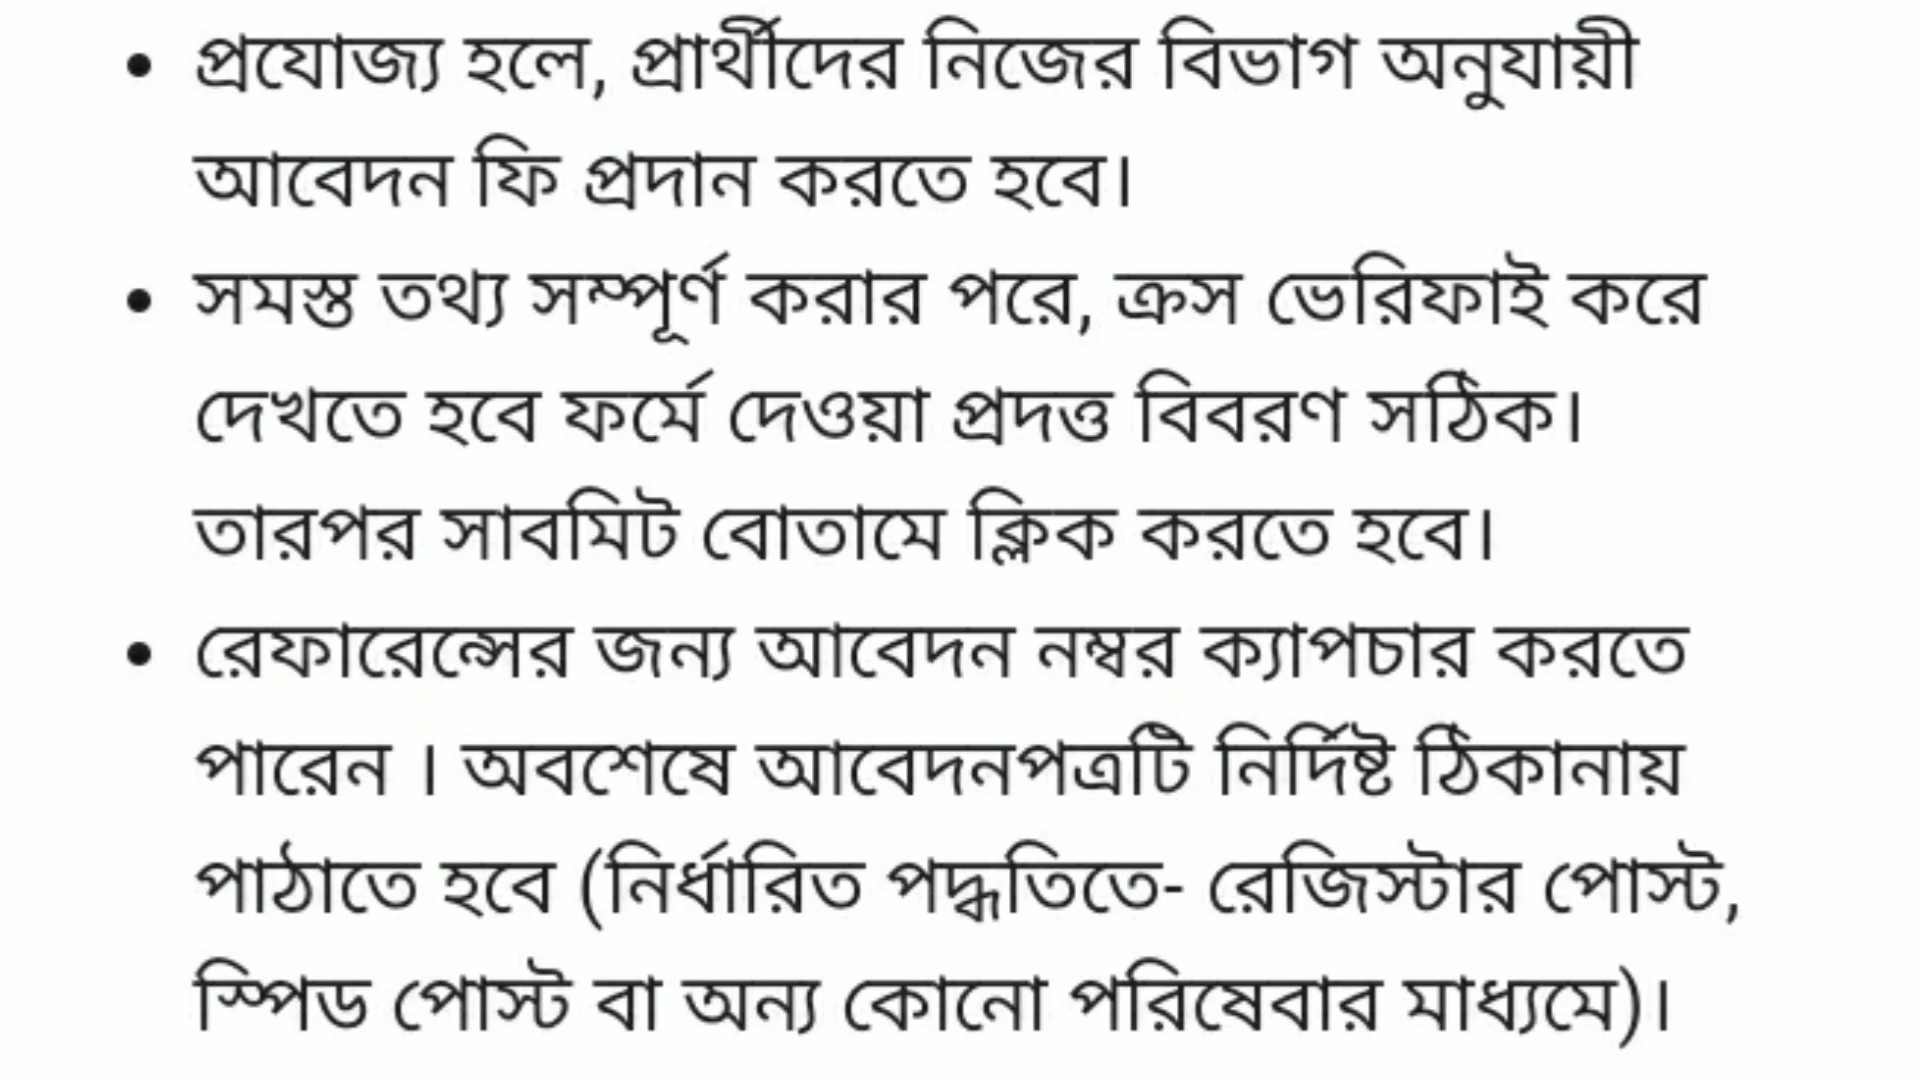 • প্রযোজ্য হলে, প্রার্থীদের নিজের বিভাগ অনুযায়ী
আবেদন ফি প্রদান করতে হবে।
• সমস্ত তথ্য সম্পূর্ণ করার পরে, ক্রস ভেরিফাই করে
দেখতে হবে ফর্মে দেওয়া প্রদত্ত বিবরণ সঠিক।
তারপর সাবমিট বোতামে ক্লিক করতে হবে।
• রেফারেন্সের জন্য আবেদন নম্বর ক্যাপচার করতে
পারেন । অবশেষে আবেদনপত্রটি নির্দিষ্ট ঠিকানায়
পাঠাতে হবে (নির্ধারিত পদ্ধতিতে- রেজিস্টার পোস্ট,
স্পিড পোস্ট বা অন্য কোনো পরিষেবার মাধ্যমে)।